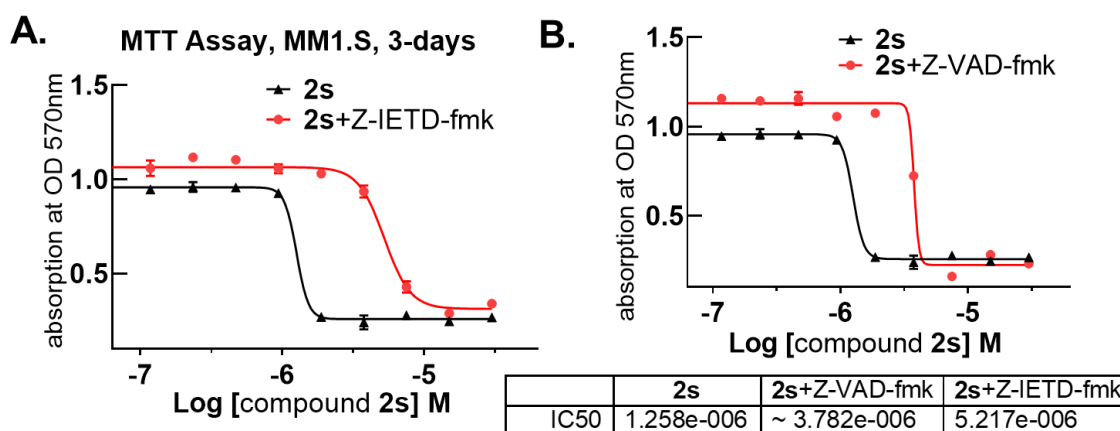 A.
MTT Assay, MM1.S, 3-days
2s
2s+Z-IETD-fmk
absorption at OD 570nm
1.5
1.0
0.5
-7
-6
-5
Log [compound 2s] M
B.
2s
2s+Z-VAD-fmk
absorption at OD 570nm
1.5
1.0
0.5
-7
-6
-5
Log [compound 2s] M
2s 2s+Z-VAD-fmk 2s+Z-IETD-fmk
IC50 1.258e-006 ~ 3.782e-006 5.217e-006